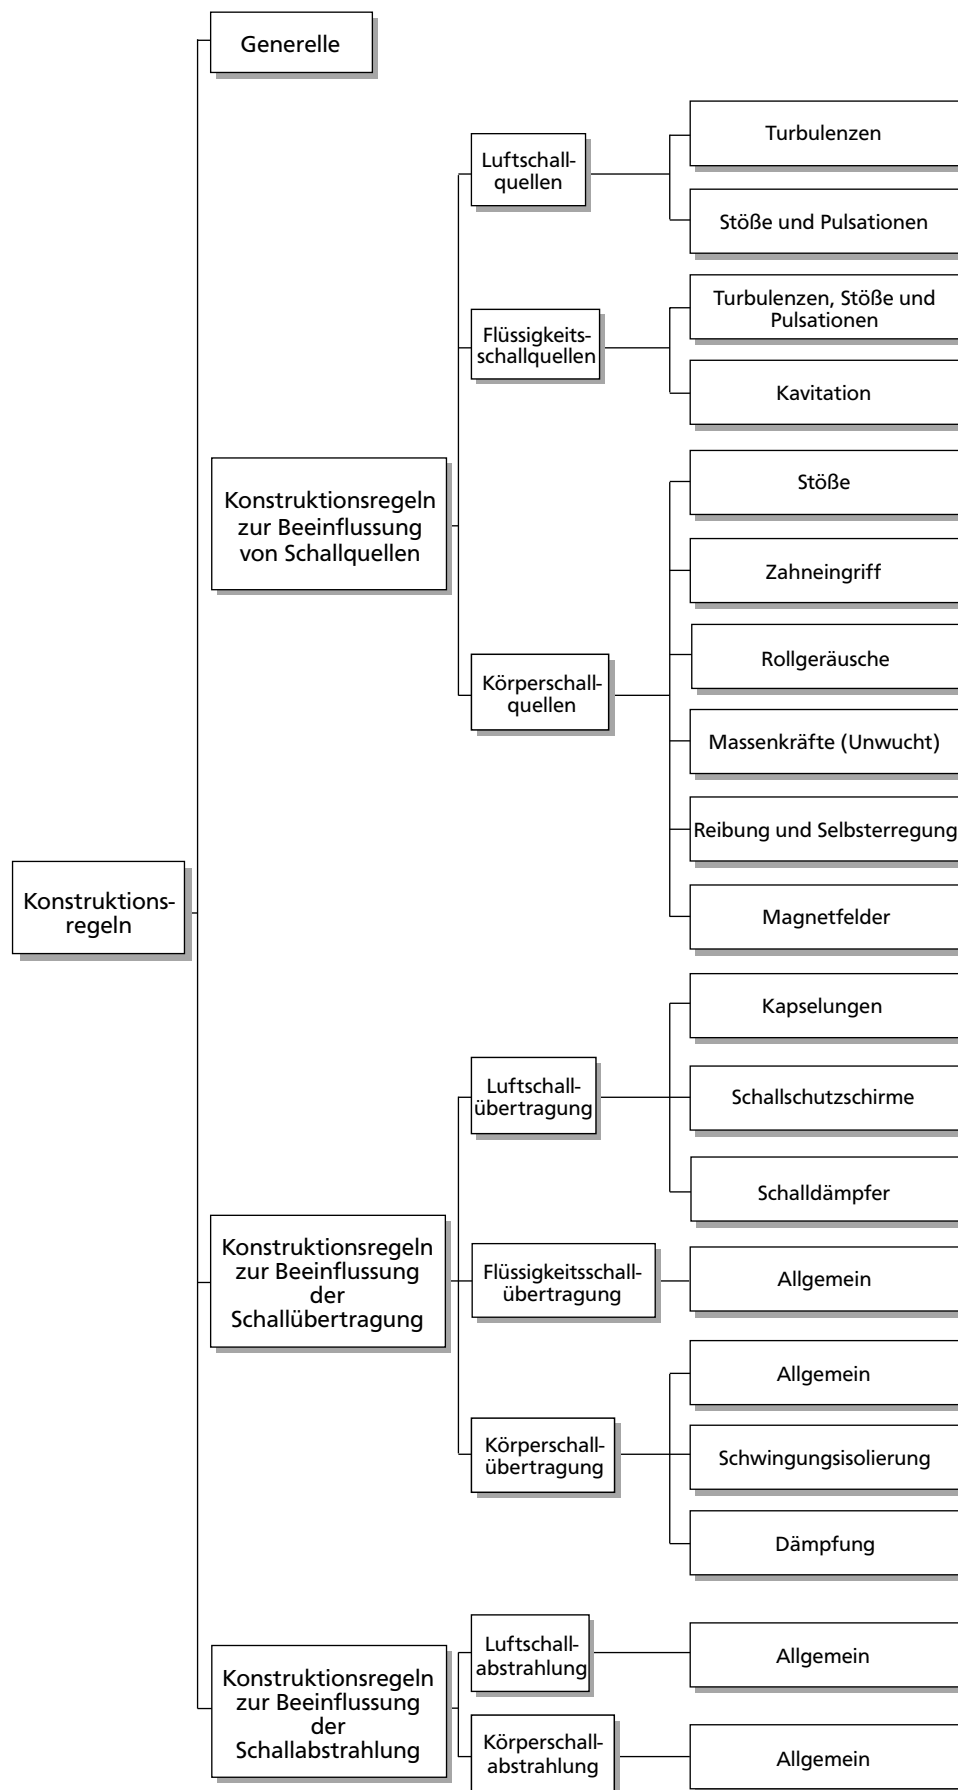 Generelle
Turbulenzen
Luftschall-
quellen
Stöße und Pulsationen
Turbulenzen, Stöße und
Pulsationen
Flüssigkeits-
schallquellen
Kavitation
Konstruktionsregeln
zur Beeinflussung
von Schallquellen
Stöße
Zahneingriff
Rollgeräusche
Körperschall-
quellen
Massenkräfte (Unwucht)
Reibung und Selbsterregung
Magnetfelder
Konstruktions-
regeln
Kapselungen
Luftschall-
übertragung
Schallschutzschirme
Schalldämpfer
Konstruktionsregeln
zur Beeinflussung
der
Schallübertragung
Flüssigkeitsschall-
übertragung
Allgemein
Allgemein
Körperschall-
übertragung
Schwingungsisolierung
Dämpfung
Luftschall-
abstrahlung
Allgemein
Konstruktionsregeln
zur Beeinflussung
der
Schallabstrahlung
Körperschall-
abstrahlung
Allgemein